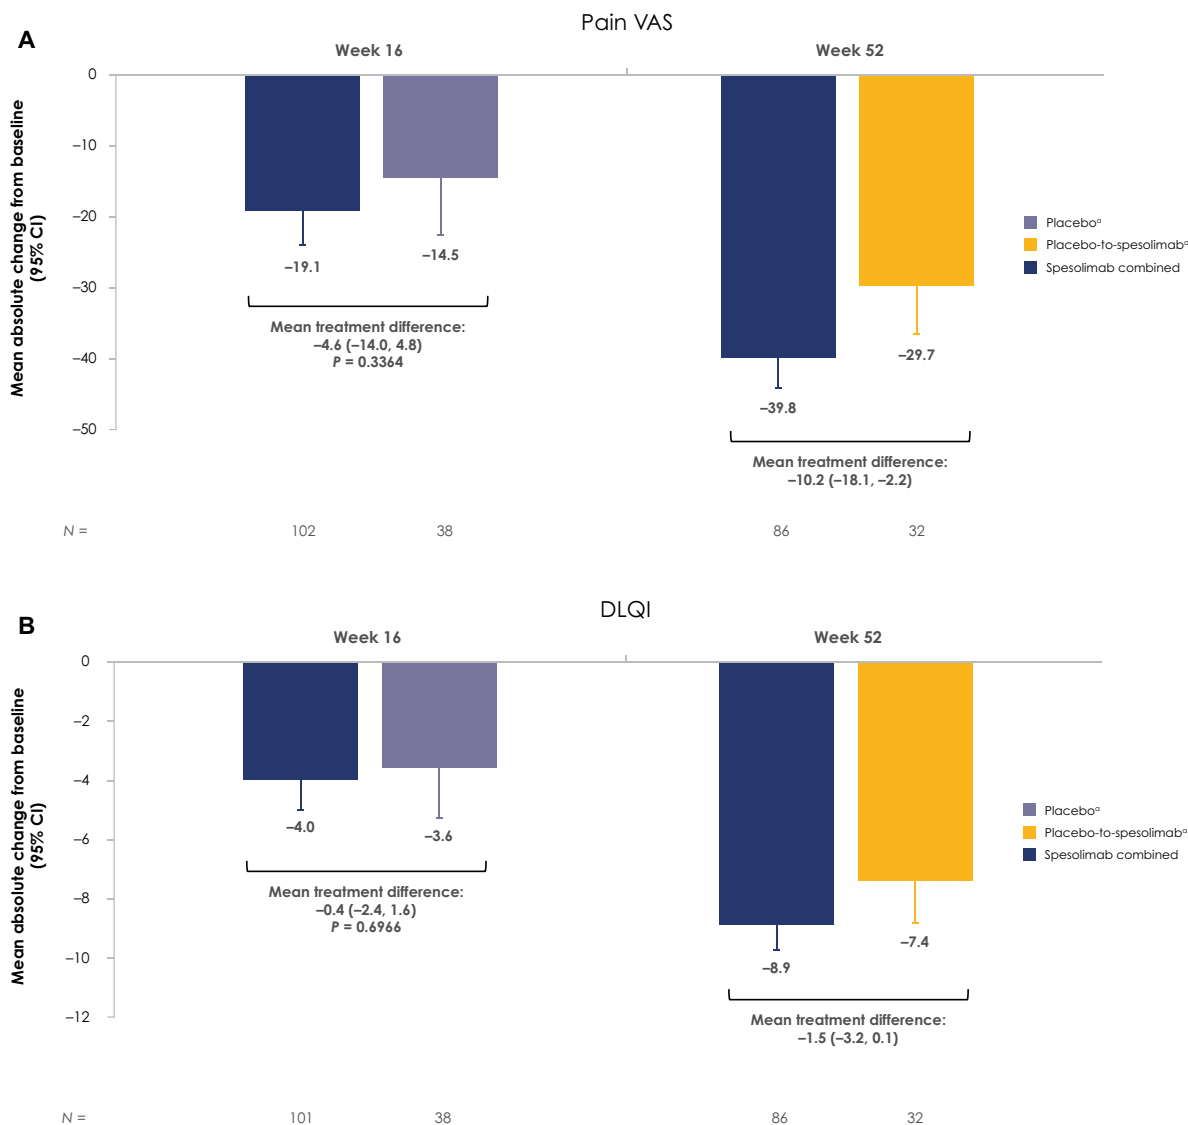 Pain VAS
A
Week 16
Week 52
Mean absolute change from baseline
(95% CI)
0
–10
–20
–30
–40
–50
–19.1
–14.5
Mean treatment difference:
–4.6 (–14.0, 4.8)
P = 0.3364
–39.8
–29.7
Mean treatment difference:
–10.2 (–18.1, –2.2)
Placeboᵃ
Placebo-to-spesolimabᵃ
Spesolimab combined
N =
102
38
86
32
DLQI
B
Week 16
Week 52
Mean absolute change from baseline
(95% CI)
0
–2
–4
–6
–8
–10
–12
–4.0
–3.6
Mean treatment difference:
–0.4 (–2.4, 1.6)
P = 0.6966
–8.9
–7.4
Mean treatment difference:
–1.5 (–3.2, 0.1)
Placeboᵃ
Placebo-to-spesolimabᵃ
Spesolimab combined
N =
101
38
86
32